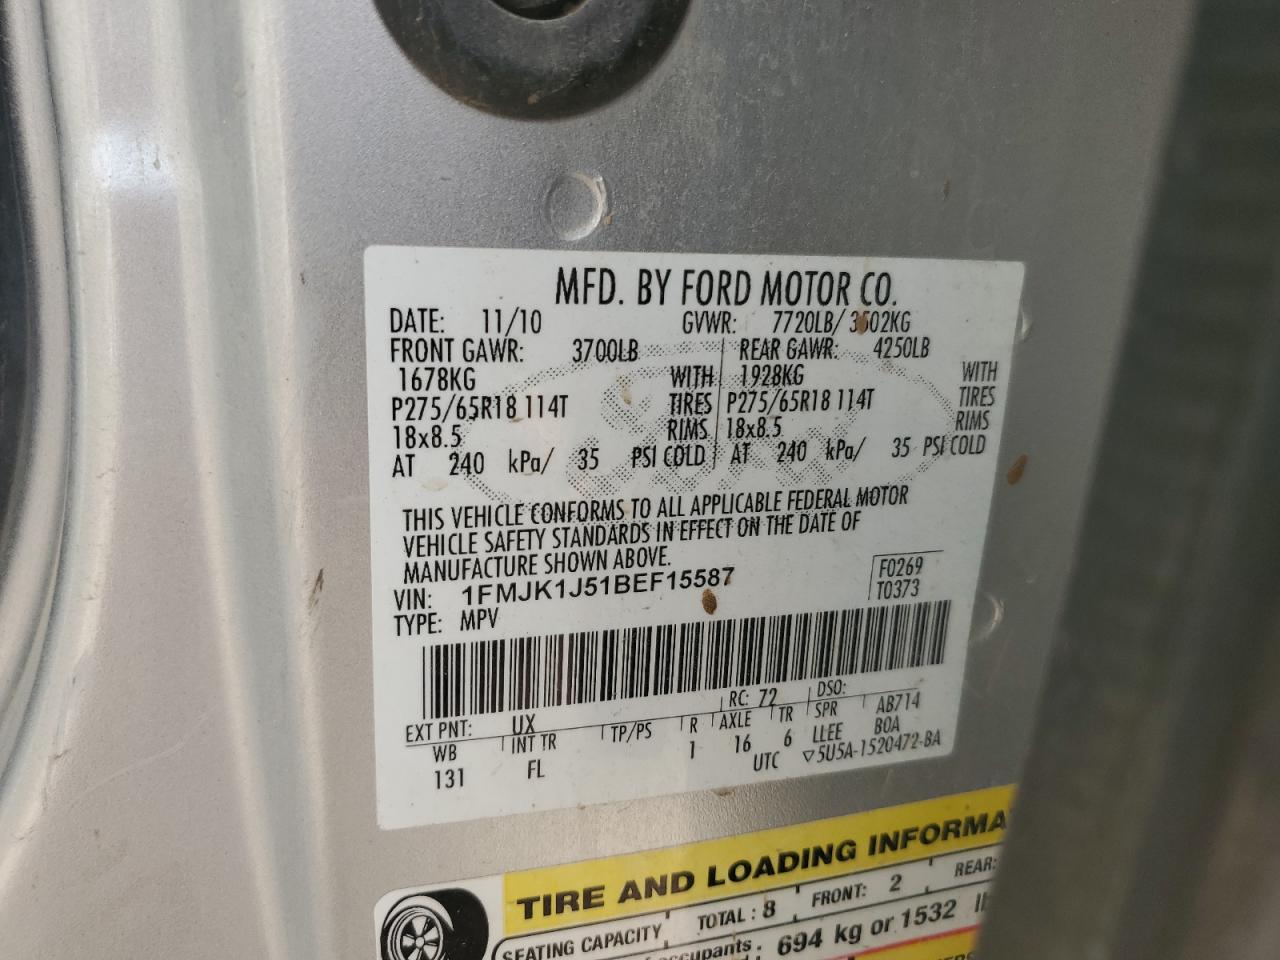 MFD. BY FORD MOTOR CO.
DATE: 11/10 GVWR: 7720LB/ 3502KG
FRONT GAWR: 3700LB REAR GAWR: 4250LB
1678KG WITH 1928KG WITH
P275/65R18 114T TIRES P275/65R18 114T TIRES
18x8.5 RIMS 18x8.5 RIMS
AT 240 kPa/ 35 PSI COLD AT 240 kPa/ 35 PSI COLD
THIS VEHICLE CONFORMS TO ALL APPLICABLE FEDERAL MOTOR
VEHICLE SAFETY STANDARDS IN EFFECT ON THE DATE OF
MANUFACTURE SHOWN ABOVE.
VIN: 1FMJK1J51BEF15587 F0269
TYPE: MPV T0373
EXT PNT: UX RC: 72 DSO:
WB INT TR TP/PS R AXLE TR SPR AB714
131 FL 1 16 6 LLEE B0A
UTC ▽5U5A-1520472-BA
TIRE AND LOADING INFORMA
SEATING CAPACITY TOTAL : 8 FRONT: 2 REAR:
occupants 694 kg or 1532